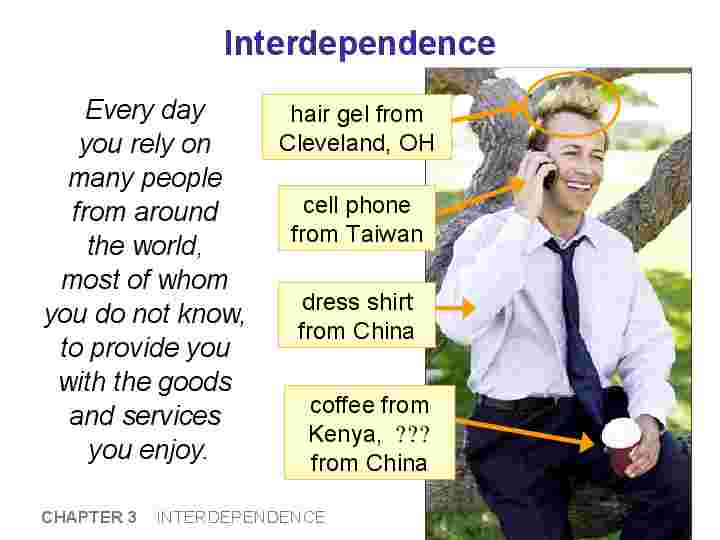 Interdependence
Every day
you rely on
many people
from around
the world,
most of whom
you do not know,
to provide you
with the goods
and services
you enjoy.
hair gel from
Cleveland, OH
cell phone
from Taiwan
dress shirt
from China
coffee from
Kenya, ???
from China
CHAPTER 3 INTERDEPENDENCE